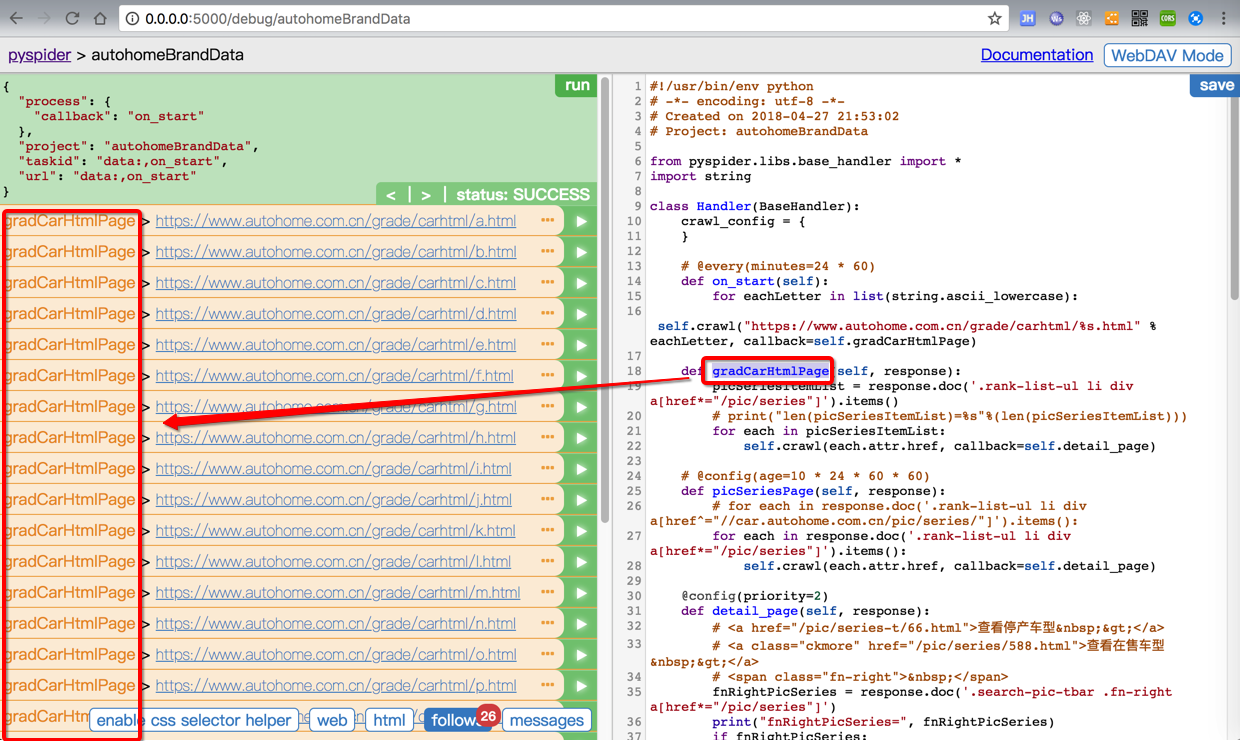 0.0.0.0:5000/debug/autohomeBrandData
JH
Ws
CORS
pyspider > autohomeBrandData
Documentation
WebDAV Mode
run
{
  "process": {
    "callback": "on_start"
  },
  "project": "autohomeBrandData",
  "taskid": "data:,on_start",
  "url": "data:,on_start"
}
< | > | status: SUCCESS
gradCarHtmlPage > https://www.autohome.com.cn/grade/carhtml/a.html
gradCarHtmlPage > https://www.autohome.com.cn/grade/carhtml/b.html
gradCarHtmlPage > https://www.autohome.com.cn/grade/carhtml/c.html
gradCarHtmlPage > https://www.autohome.com.cn/grade/carhtml/d.html
gradCarHtmlPage > https://www.autohome.com.cn/grade/carhtml/e.html
gradCarHtmlPage > https://www.autohome.com.cn/grade/carhtml/f.html
gradCarHtmlPage > https://www.autohome.com.cn/grade/carhtml/g.html
gradCarHtmlPage > https://www.autohome.com.cn/grade/carhtml/h.html
gradCarHtmlPage > https://www.autohome.com.cn/grade/carhtml/i.html
gradCarHtmlPage > https://www.autohome.com.cn/grade/carhtml/j.html
gradCarHtmlPage > https://www.autohome.com.cn/grade/carhtml/k.html
gradCarHtmlPage > https://www.autohome.com.cn/grade/carhtml/l.html
gradCarHtmlPage > https://www.autohome.com.cn/grade/carhtml/m.html
gradCarHtmlPage > https://www.autohome.com.cn/grade/carhtml/n.html
gradCarHtmlPage > https://www.autohome.com.cn/grade/carhtml/o.html
gradCarHtmlPage > https://www.autohome.com.cn/grade/carhtml/p.html
enable css selector helper
web
html
follow
26
messages
save
1 #!/usr/bin/env python
2 # -*- encoding: utf-8 -*-
3 # Created on 2018-04-27 21:53:02
4 # Project: autohomeBrandData
5
6 from pyspider.libs.base_handler import *
7 import string
8
9 class Handler(BaseHandler):
10     crawl_config = {
11     }
12
13     # @every(minutes=24 * 60)
14     def on_start(self):
15         for eachLetter in list(string.ascii_lowercase):
16
self.crawl("https://www.autohome.com.cn/grade/carhtml/%s.html" %
eachLetter, callback=self.gradCarHtmlPage)
17
18     def gradCarHtmlPage(self, response):
19         picSeriesItemList = response.doc('.rank-list-ul li div
a[href*="/pic/series"]').items()
20         # print("len(picSeriesItemList)=%s"%(len(picSeriesItemList)))
21         for each in picSeriesItemList:
22             self.crawl(each.attr.href, callback=self.detail_page)
23
24     # @config(age=10 * 24 * 60 * 60)
25     def picSeriesPage(self, response):
26         # for each in response.doc('.rank-list-ul li div
a[href^="//car.autohome.com.cn/pic/series/"]').items():
27         for each in response.doc('.rank-list-ul li div
a[href*="/pic/series"]').items():
28             self.crawl(each.attr.href, callback=self.detail_page)
29
30     @config(priority=2)
31     def detail_page(self, response):
32         # <a href="/pic/series-t/66.html">查看停产车型&nbsp;&gt;</a>
33         # <a class="ckmore" href="/pic/series/588.html">查看在售车型
&nbsp;&gt;</a>
34         # <span class="fn-right">&nbsp;</span>
35         fnRightPicSeries = response.doc('.search-pic-tbar .fn-right
a[href*="/pic/series"]')
36         print("fnRightPicSeries=", fnRightPicSeries)
37         if fnRightPicSeries: